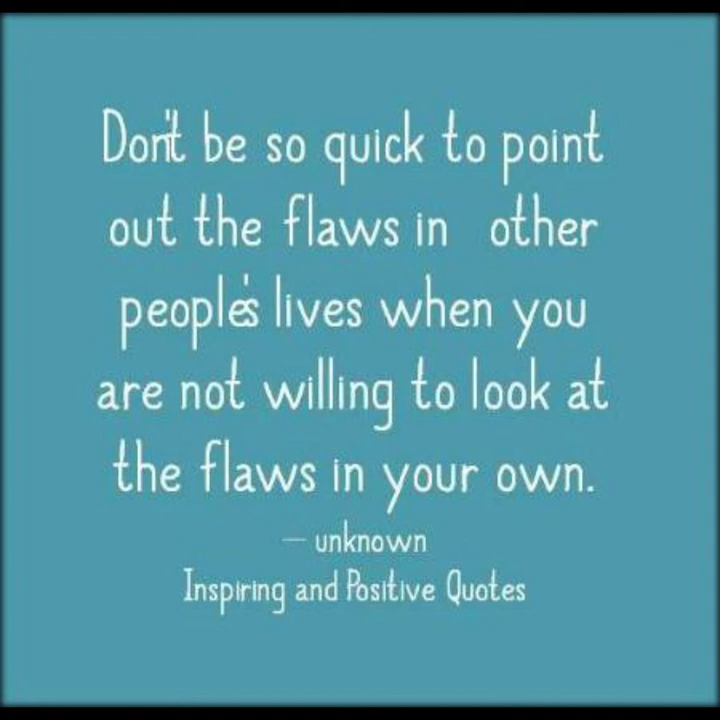 Don't be so quick to point
out the flaws in other
people's lives when you
are not willing to look at
the flaws in your own.
— unknown
Inspiring and Positive Quotes